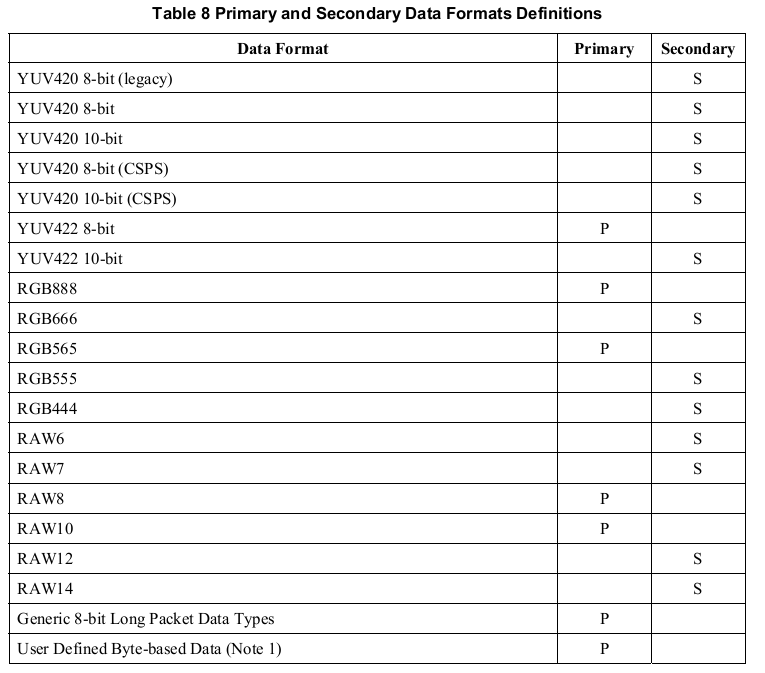 Table 8 Primary and Secondary Data Formats Definitions
Data Format Primary Secondary
YUV420 8-bit (legacy) S
YUV420 8-bit S
YUV420 10-bit S
YUV420 8-bit (CSPS) S
YUV420 10-bit (CSPS) S
YUV422 8-bit P
YUV422 10-bit S
RGB888 P
RGB666 S
RGB565 P
RGB555 S
RGB444 S
RAW6 S
RAW7 S
RAW8 P
RAW10 P
RAW12 S
RAW14 S
Generic 8-bit Long Packet Data Types P
User Defined Byte-based Data (Note 1) P